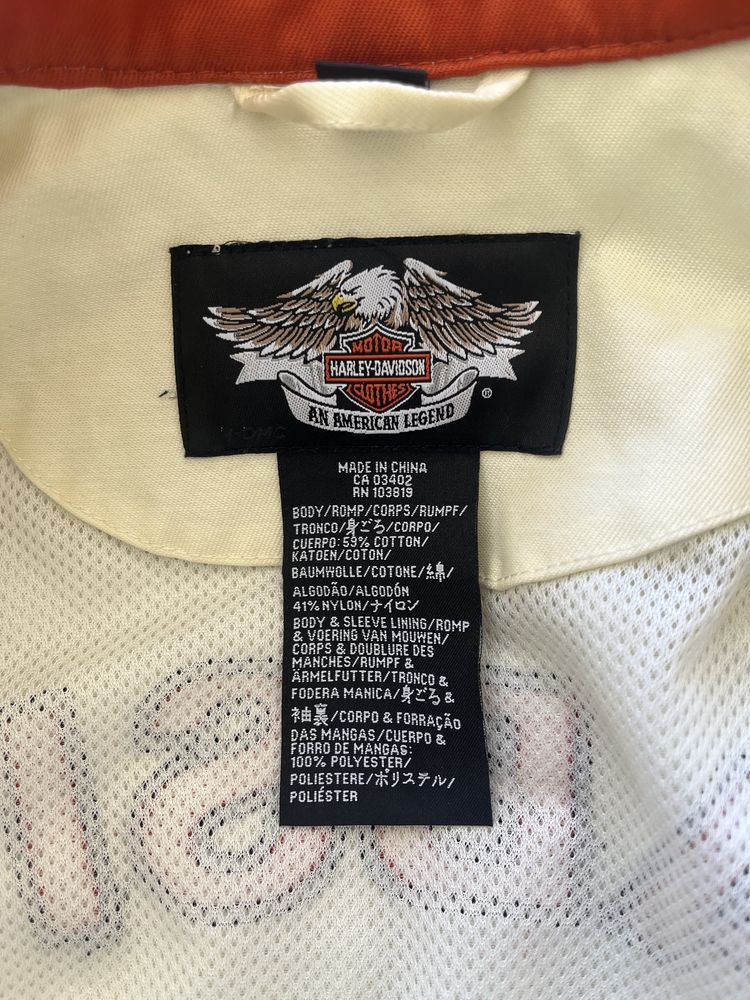 MOTOR
HARLEY-DAVIDSON
CLOTHES
AN AMERICAN LEGEND
®
H-DMC
MADE IN CHINA
CA 03402
RN 103819
BODY/ROMP/CORPS/RUMPF/
TRONCO/身ごろ/CORPO/
CUERPO: 59% COTTON/
KATOEN/COTON/
BAUMWOLLE/COTONE/綿/
ALGODÃO/ALGODÓN
41% NYLON/ナイロン
BODY & SLEEVE LINING/ROMP
& VOERING VAN MOUWEN/
CORPS & DOUBLURE DES
MANCHES/RUMPF &
ÄRMELFUTTER/TRONCO &
FODERA MANICA/身ごろ &
袖裏/CORPO & FORRAÇÃO
DAS MANGAS/CUERPO &
FORRO DE MANGAS:
100% POLYESTER/
POLIESTERE/ポリステル/
POLIÉSTER